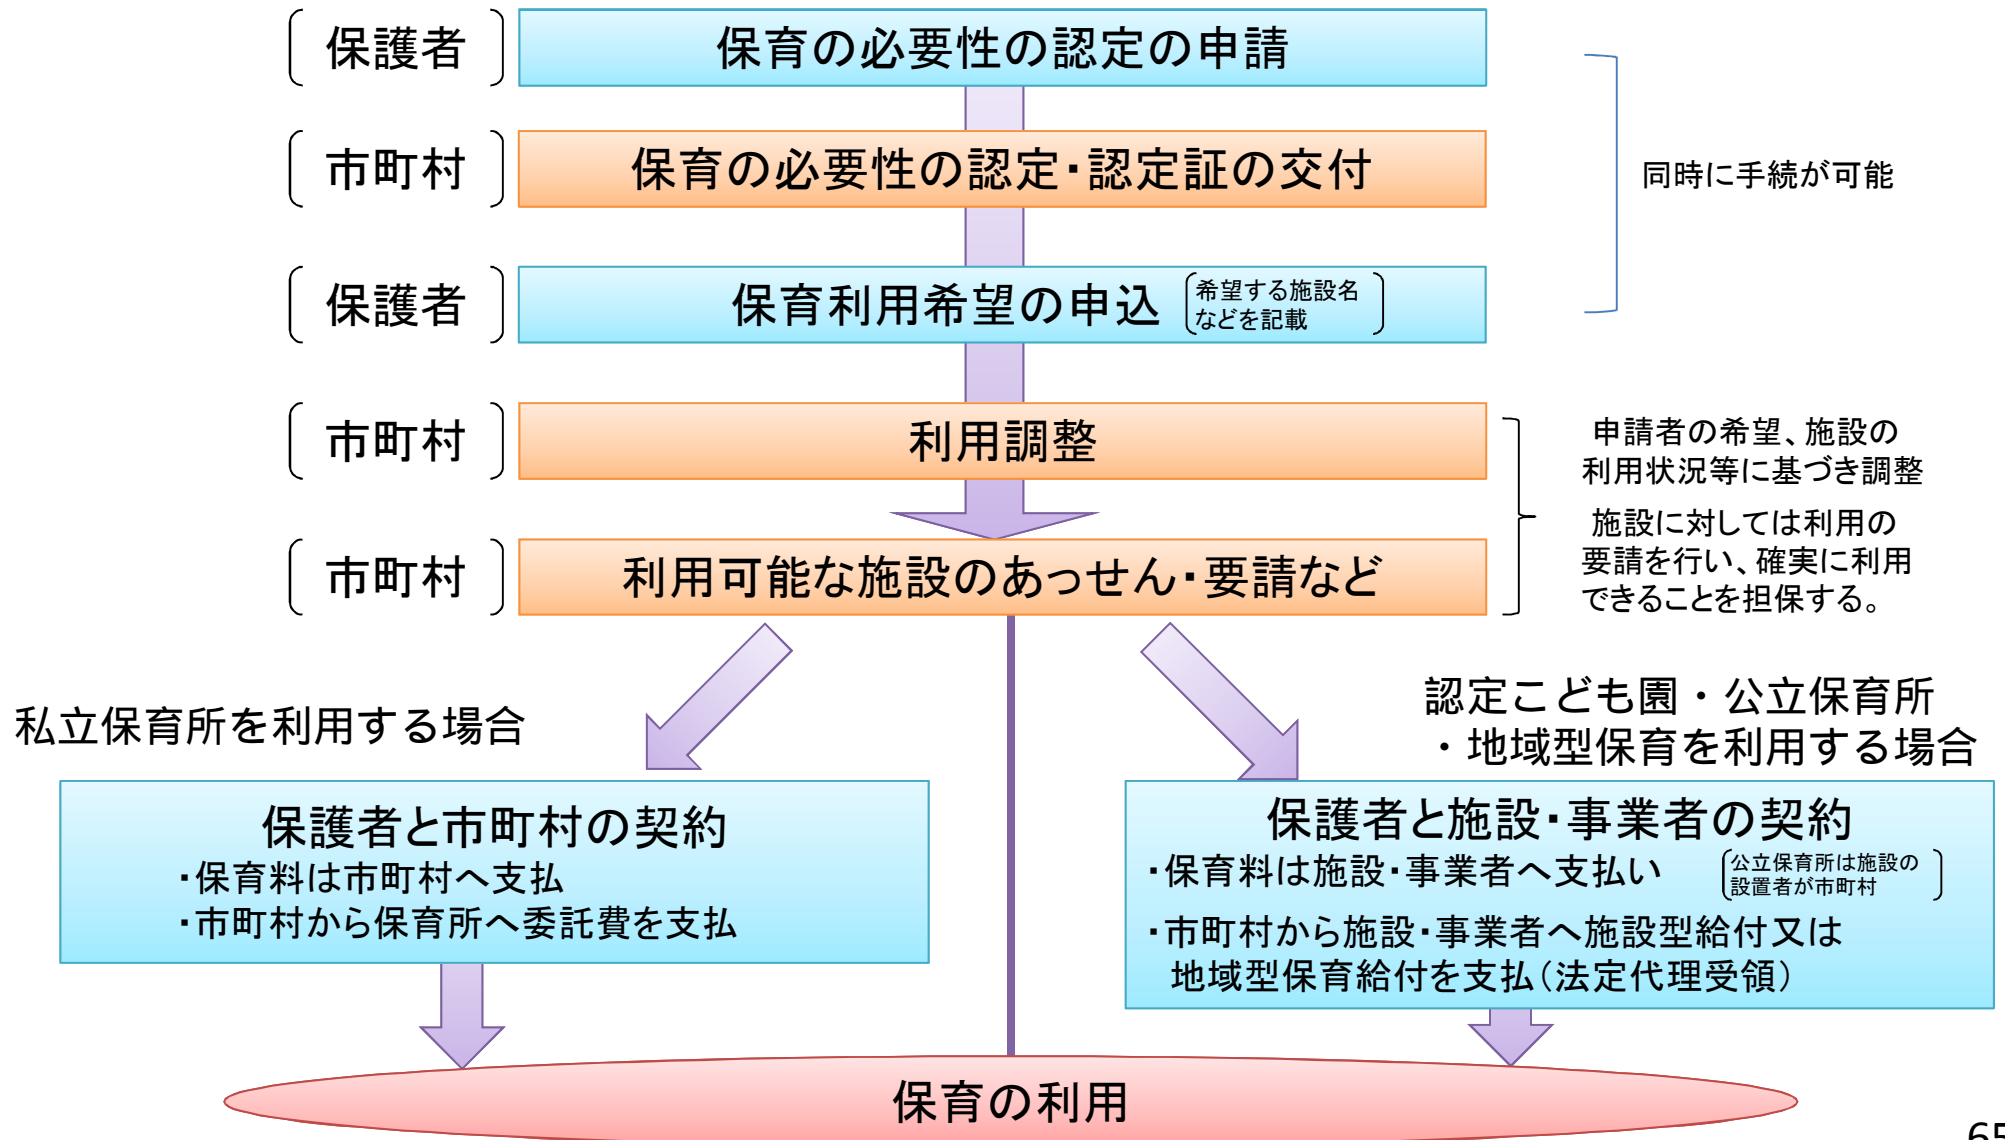 保護者
保育の必要性の認定の申請
市町村
保育の必要性の認定・認定証の交付
同時に手続が可能
保護者
保育利用希望の申込
希望する施設名
などを記載
市町村
利用調整
申請者の希望、施設の
利用状況等に基づき調整
施設に対しては利用の
要請を行い、確実に利用
できることを担保する。
市町村
利用可能な施設のあっせん・要請など
私立保育所を利用する場合
認定こども園・公立保育所
・地域型保育を利用する場合
保護者と市町村の契約
・保育料は市町村へ支払
・市町村から保育所へ委託費を支払
保護者と施設・事業者の契約
・保育料は施設・事業者へ支払い
公立保育所は施設の
設置者が市町村
・市町村から施設・事業者へ施設型給付又は
地域型保育給付を支払(法定代理受領)
保育の利用
65